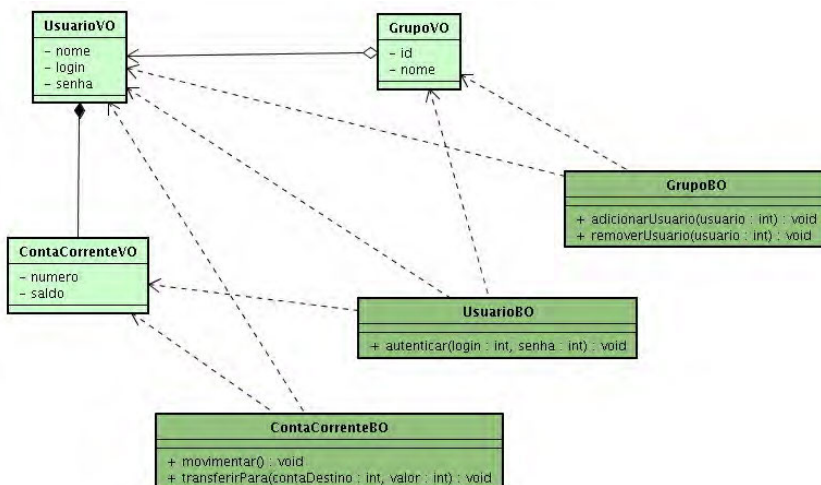 UsuarioVO
- nome
- login
- senha
GrupoVO
- id
- nome
GrupoBO
+ adicionarUsuario(usuario : int) : void
+ removerUsuario(usuario : int) : void
ContaCorrenteVO
- numero
- saldo
UsuarioBO
+ autenticar(login : int, senha : int) : void
ContaCorrenteBO
+ movimentar() : void
+ transferirPara(contaDestino : int, valor : int) : void